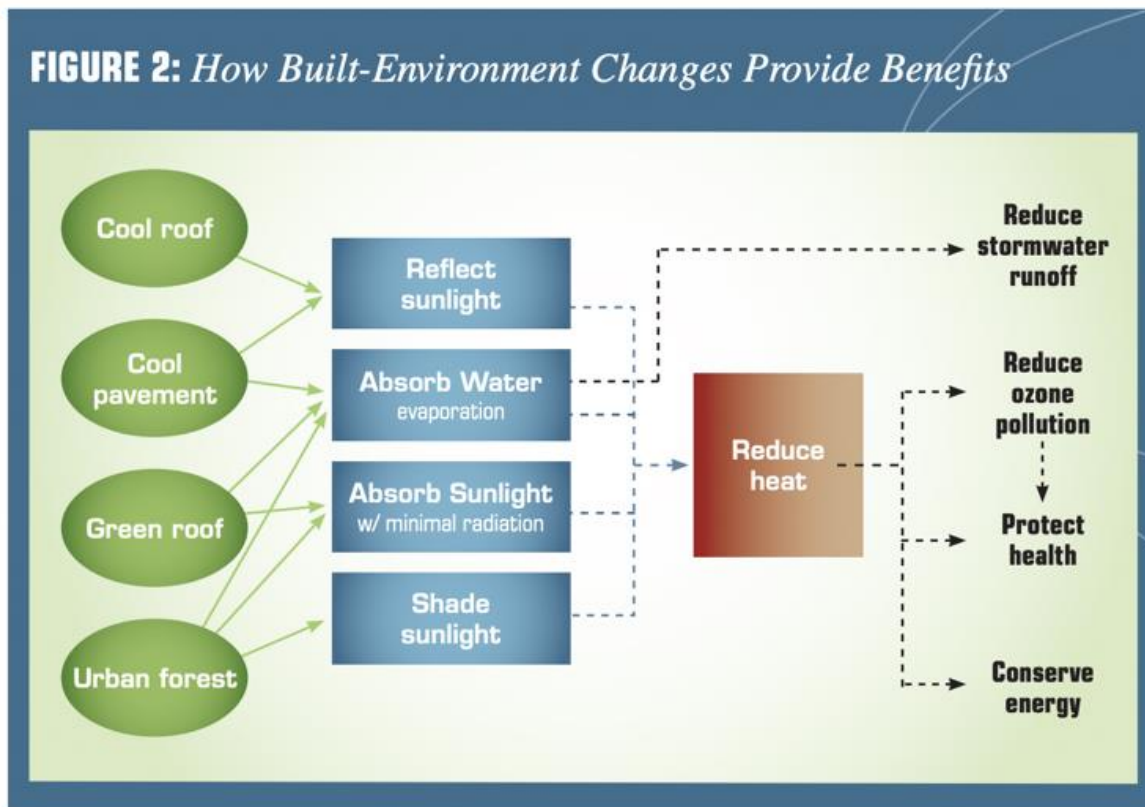 FIGURE 2: How Built-Environment Changes Provide Benefits
Cool roof
Cool
pavement
Green roof
Urban forest
Reflect
sunlight
Absorb Water
evaporation
Absorb Sunlight
w/ minimal radiation
Shade
sunlight
Reduce
heat
Reduce
stormwater
runoff
Reduce
ozone
pollution
Protect
health
Conserve
energy